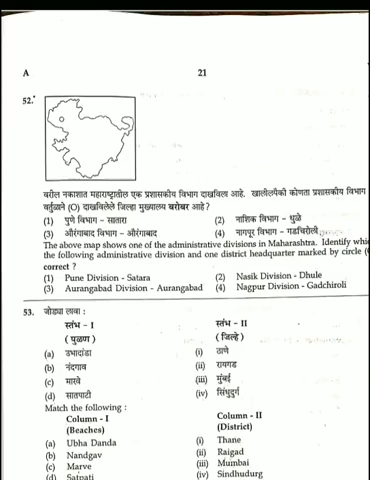 A
21
52.
वरील नकाशात महाराष्ट्रातील एक प्रशासकीय विभाग दाखविला आहे. खालीलपैकी कोणता प्रशासकीय विभाग
वर्तुळाने (O) दाखविलेले जिल्हा मुख्यालय बरोबर आहे ?
(1) पुणे विभाग – सातारा (2) नाशिक विभाग – धुळे
(3) औरंगाबाद विभाग – औरंगाबाद (4) नागपूर विभाग – गडचिरोली
The above map shows one of the administrative divisions in Maharashtra. Identify
the following administrative division and one district headquarter marked by circle
correct ?
(1) Pune Division - Satara (2) Nasik Division - Dhule
(3) Aurangabad Division - Aurangabad (4) Nagpur Division - Gadchiroli
53. जोड्या लावा :
स्तंभ – I स्तंभ – II
( पुळण ) ( जिल्हे )
(a) उभादांडा (i) ठाणे
(b) नंदगाव (ii) रायगड
(c) मारवे (iii) मुंबई
(d) सातपाटी (iv) सिंधुदुर्ग
Match the following :
Column - I Column - II
(Beaches) (District)
(a) Ubha Danda (i) Thane
(b) Nandgav (ii) Raigad
(c) Marve (iii) Mumbai
(d) Satpati (iv) Sindhudurg